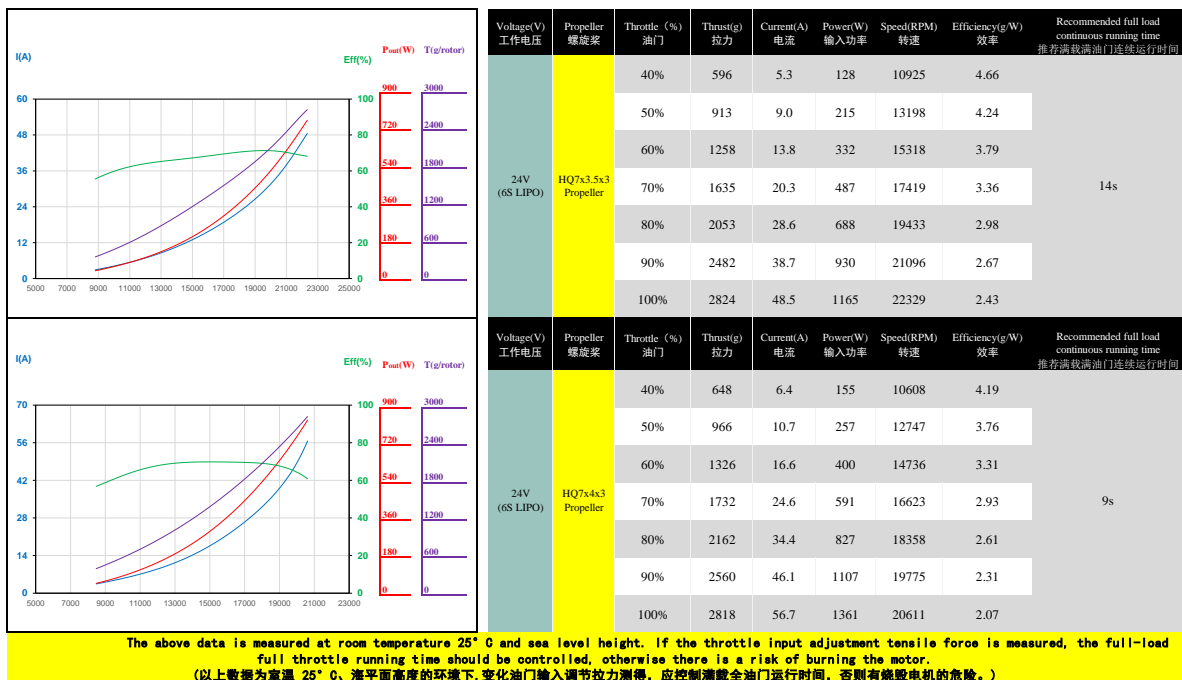 I(A)
Eff(%)
Pout(W)
T(g/rotor)
60
48
36
24
12
0
5000 7000 9000 11000 13000 15000 17000 19000 21000 23000 25000
100
80
60
40
20
0
900
720
540
360
180
0
3000
2400
1800
1200
600
0
Voltage(V) Propeller Throttle（%） Thrust(g) Current(A) Power(W) Speed(RPM) Efficiency(g/W) Recommended full load
continuous running time
工作电压 螺旋桨 油门 拉力 电流 输入功率 转速 效率 推荐满载满油门连续运行时间
24V
(6S LIPO)
HQ7x3.5x3
Propeller
40% 596 5.3 128 10925 4.66
50% 913 9.0 215 13198 4.24
60% 1258 13.8 332 15318 3.79
70% 1635 20.3 487 17419 3.36
80% 2053 28.6 688 19433 2.98
90% 2482 38.7 930 21096 2.67
100% 2824 48.5 1165 22329 2.43
14s
I(A)
Eff(%)
Pout(W)
T(g/rotor)
70
56
42
28
14
0
5000 7000 9000 11000 13000 15000 17000 19000 21000 23000
100
80
60
40
20
0
900
720
540
360
180
0
3000
2400
1800
1200
600
0
Voltage(V) Propeller Throttle（%） Thrust(g) Current(A) Power(W) Speed(RPM) Efficiency(g/W) Recommended full load
continuous running time
工作电压 螺旋桨 油门 拉力 电流 输入功率 转速 效率 推荐满载满油门连续运行时间
24V
(6S LIPO)
HQ7x4x3
Propeller
40% 648 6.4 155 10608 4.19
50% 966 10.7 257 12747 3.76
60% 1326 16.6 400 14736 3.31
70% 1732 24.6 591 16623 2.93
80% 2162 34.4 827 18358 2.61
90% 2560 46.1 1107 19775 2.31
100% 2818 56.7 1361 20611 2.07
9s
The above data is measured at room temperature 25° C and sea level height. If the throttle input adjustment tensile force is measured, the full-load
full throttle running time should be controlled, otherwise there is a risk of burning the motor.
(以上数据为室温 25° C、海平面高度的环境下,变化油门输入调节拉力测得，应控制满载全油门运行时间，否则有烧毁电机的危险。)